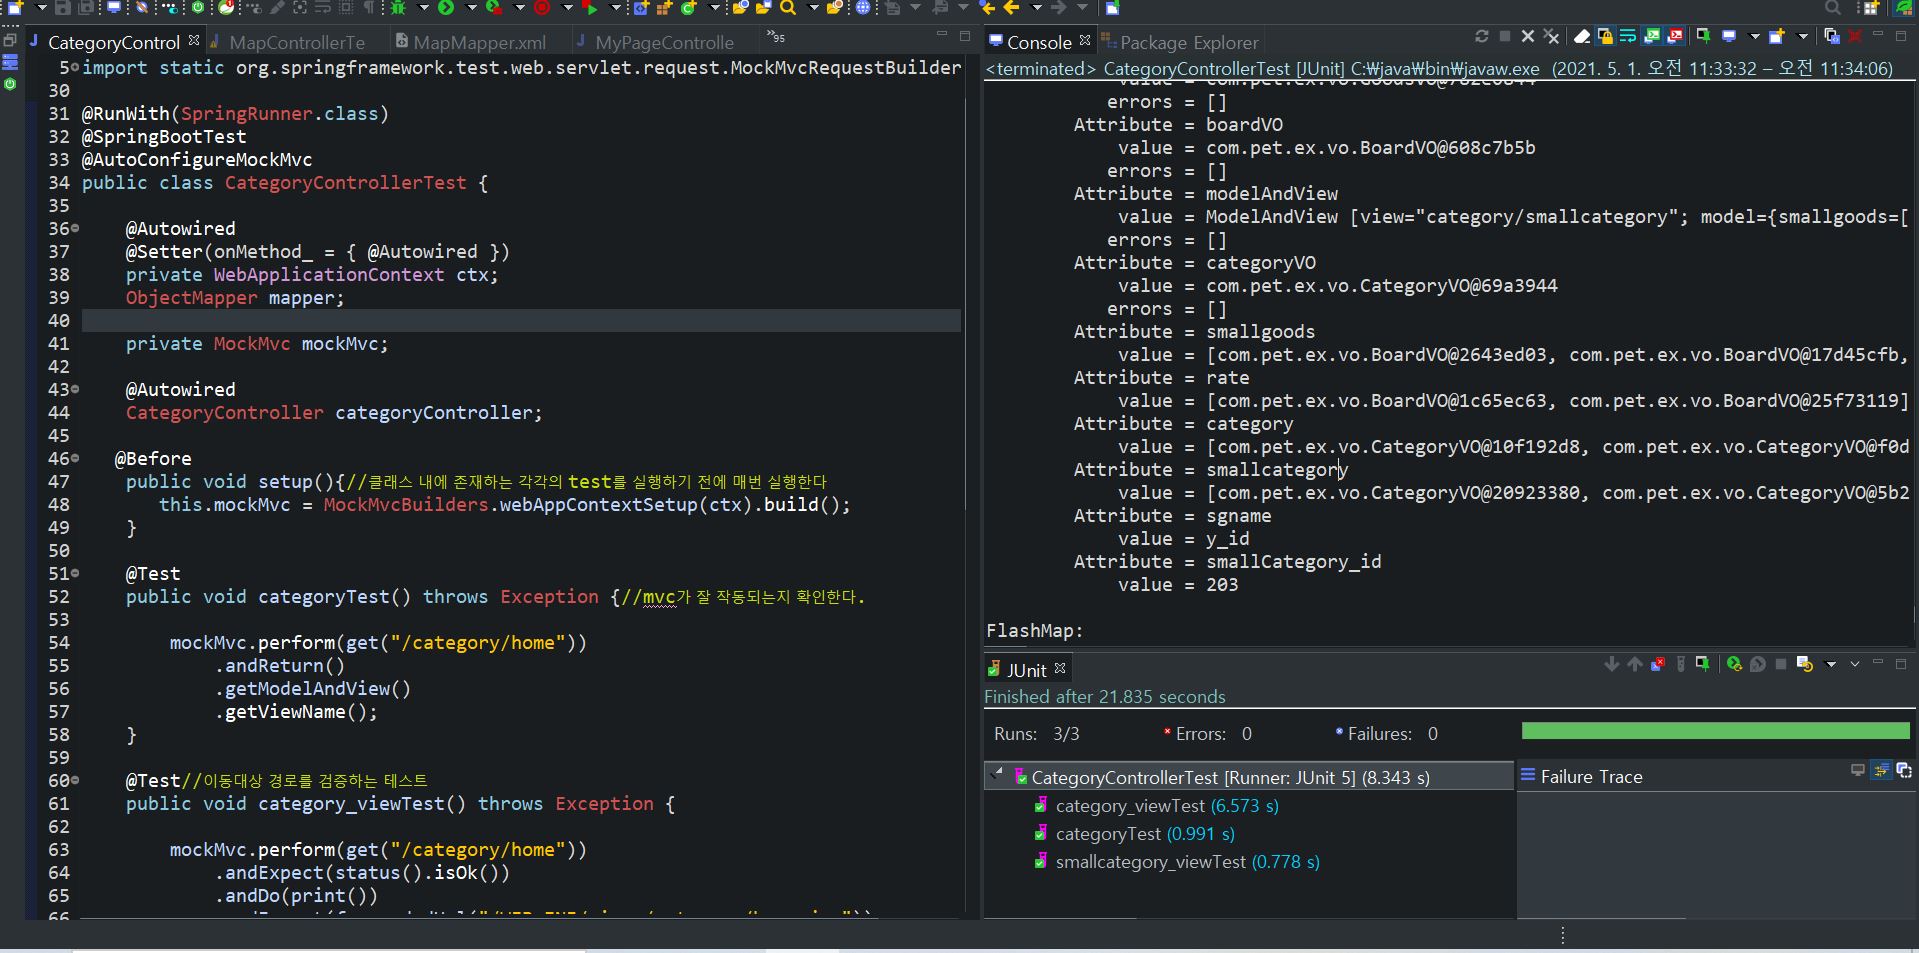 CategoryControl
MapControllerTe
MapMapper.xml
MyPageControlle
95
5 import static org.springframework.test.web.servlet.request.MockMvcRequestBuilder
30
31 @RunWith(SpringRunner.class)
32 @SpringBootTest
33 @AutoConfigureMockMvc
34 public class CategoryControllerTest {
35
36 @Autowired
37 @Setter(onMethod_ = { @Autowired })
38 private WebApplicationContext ctx;
39 ObjectMapper mapper;
40
41 private MockMvc mockMvc;
42
43 @Autowired
44 CategoryController categoryController;
45
46 @Before
47 public void setup(){//클래스 내에 존재하는 각각의 test를 실행하기 전에 매번 실행한다
48 this.mockMvc = MockMvcBuilders.webAppContextSetup(ctx).build();
49 }
50
51 @Test
52 public void categoryTest() throws Exception {//mvc가 잘 작동되는지 확인한다.
53
54 mockMvc.perform(get("/category/home"))
55 .andReturn()
56 .getModelAndView()
57 .getViewName();
58 }
59
60 @Test//이동대상 경로를 검증하는 테스트
61 public void category_viewTest() throws Exception {
62
63 mockMvc.perform(get("/category/home"))
64 .andExpect(status().isOk())
65 .andDo(print())
66
Console
Package Explorer
<terminated> CategoryControllerTest [JUnit] C:₩java₩bin₩javaw.exe (2021. 5. 1. 오전 11:33:32 – 오전 11:34:06)
errors = []
Attribute = boardVO
value = com.pet.ex.vo.BoardVO@608c7b5b
errors = []
Attribute = modelAndView
value = ModelAndView [view="category/smallcategory"; model={smallgoods=[
errors = []
Attribute = categoryVO
value = com.pet.ex.vo.CategoryVO@69a3944
errors = []
Attribute = smallgoods
value = [com.pet.ex.vo.BoardVO@2643ed03, com.pet.ex.vo.BoardVO@17d45cfb,
Attribute = rate
value = [com.pet.ex.vo.BoardVO@1c65ec63, com.pet.ex.vo.BoardVO@25f73119]
Attribute = category
value = [com.pet.ex.vo.CategoryVO@10f192d8, com.pet.ex.vo.CategoryVO@f0d
Attribute = smallcategory
value = [com.pet.ex.vo.CategoryVO@20923380, com.pet.ex.vo.CategoryVO@5b2
Attribute = sgname
value = y_id
Attribute = smallCategory_id
value = 203
FlashMap:
JUnit
Finished after 21.835 seconds
Runs: 3/3 Errors: 0 Failures: 0
CategoryControllerTest [Runner: JUnit 5] (8.343 s)
category_viewTest (6.573 s)
categoryTest (0.991 s)
smallcategory_viewTest (0.778 s)
Failure Trace